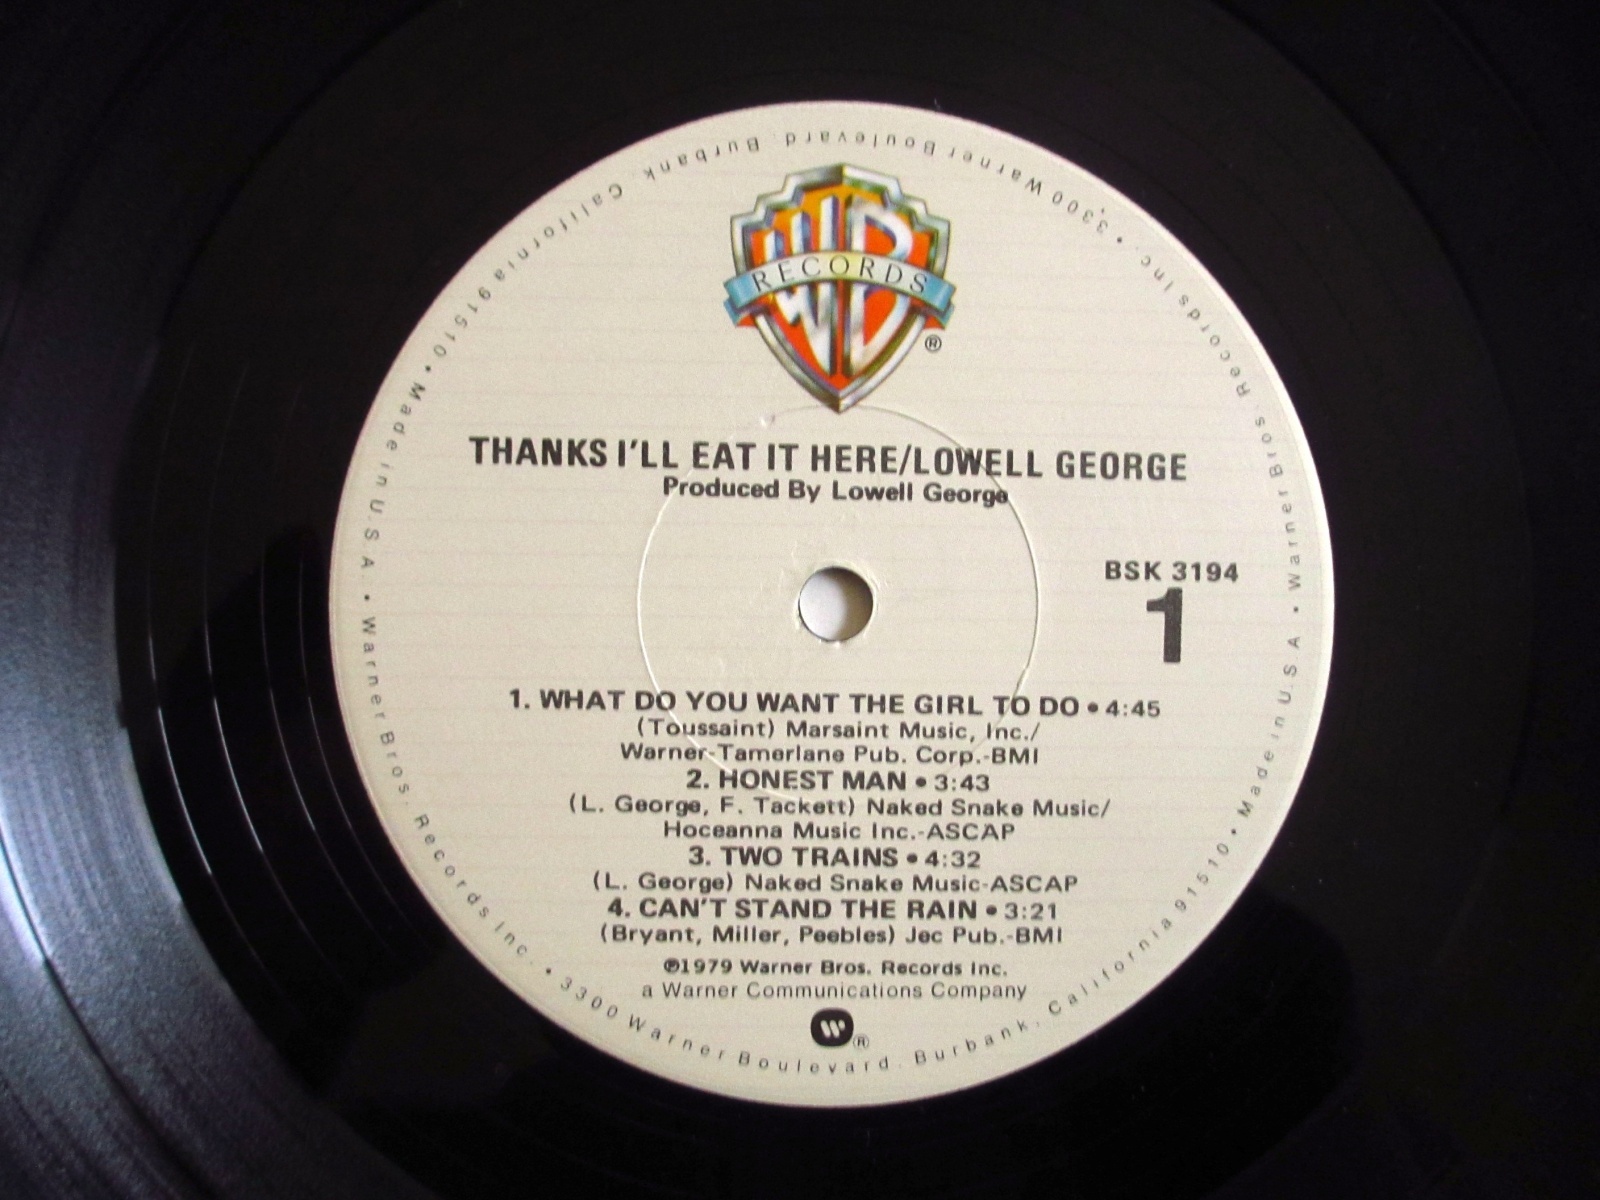 WB
RECORDS
®
THANKS I'LL EAT IT HERE/LOWELL GEORGE
Produced By Lowell George
BSK 3194
1
1. WHAT DO YOU WANT THE GIRL TO DO • 4:45
(Toussaint) Marsaint Music, Inc./
Warner-Tamerlane Pub. Corp.-BMI
2. HONEST MAN • 3:43
(L. George, F. Tackett) Naked Snake Music/
Hoceanna Music Inc.-ASCAP
3. TWO TRAINS • 4:32
(L. George) Naked Snake Music-ASCAP
4. CAN'T STAND THE RAIN • 3:21
(Bryant, Miller, Peebles) Jec Pub.-BMI
℗1979 Warner Bros. Records Inc.
a Warner Communications Company
W®
Made in U.S.A. • Warner Bros. Records Inc. • 3300 Warner Boulevard, Burbank, California 91510 • Made in U.S.A. • Warner Bros. Records Inc. • 3,300 Warner Boulevard, Burbank, California 91510 •